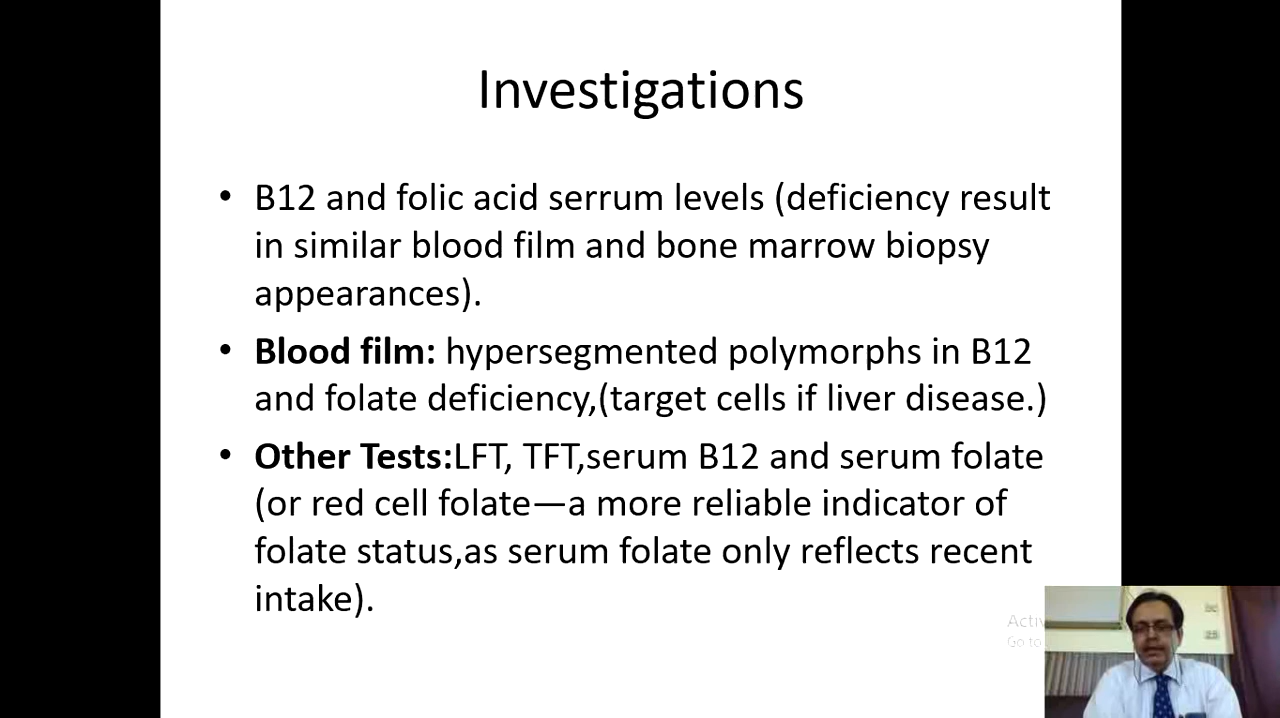 Investigations
• B12 and folic acid serrum levels (deficiency result
in similar blood film and bone marrow biopsy
appearances).
• Blood film: hypersegmented polymorphs in B12
and folate deficiency,(target cells if liver disease.)
• Other Tests:LFT, TFT,serum B12 and serum folate
(or red cell folate—a more reliable indicator of
folate status,as serum folate only reflects recent
intake).
Go to